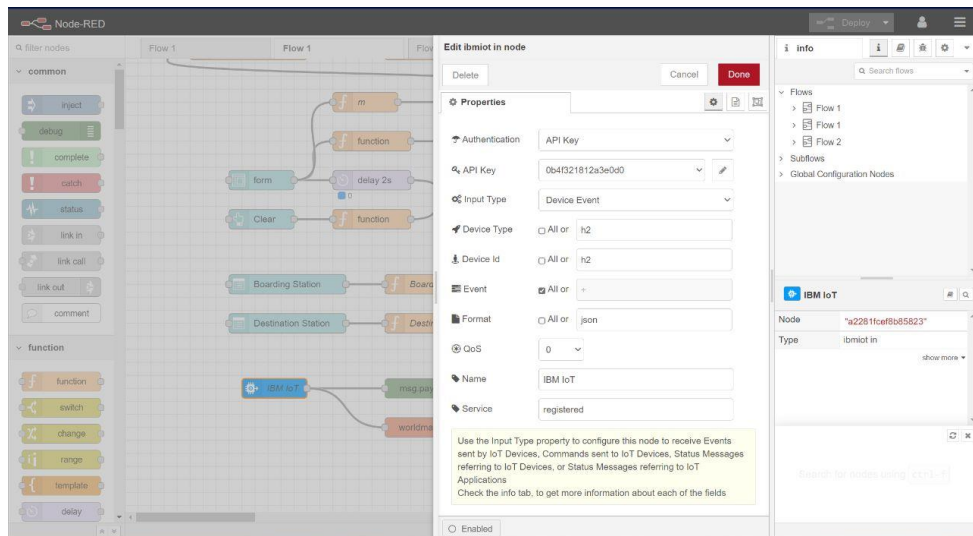 Node-RED
Deploy
filter nodes
Flow 1
Flow 1
Flow
common
inject
debug
complete
catch
status
link in
link call
link out
comment
function
function
switch
change
range
template
delay
m
function
form
delay 2s
0
Clear
function
Boarding Station
Board
Destination Station
Destin
IBM IoT
msg.pay
worldma
Edit ibmiot in node
Delete
Cancel
Done
Properties
Authentication
API Key
API Key
0b4f321812a3e0d0
Input Type
Device Event
Device Type
All or
h2
Device Id
All or
h2
Event
All or
+
Format
All or
json
QoS
0
Name
IBM IoT
Service
registered
Use the Input Type property to configure this node to receive Events
sent by IoT Devices, Commands sent to IoT Devices, Status Messages
referring to IoT Devices, or Status Messages referring to IoT
Applications
Check the info tab, to get more information about each of the fields
Enabled
i info
i
Search flows
Flows
Flow 1
Flow 1
Flow 2
Subflows
Global Configuration Nodes
IBM IoT
Node "a2281fcef8b85823"
Type ibmiot in
show more